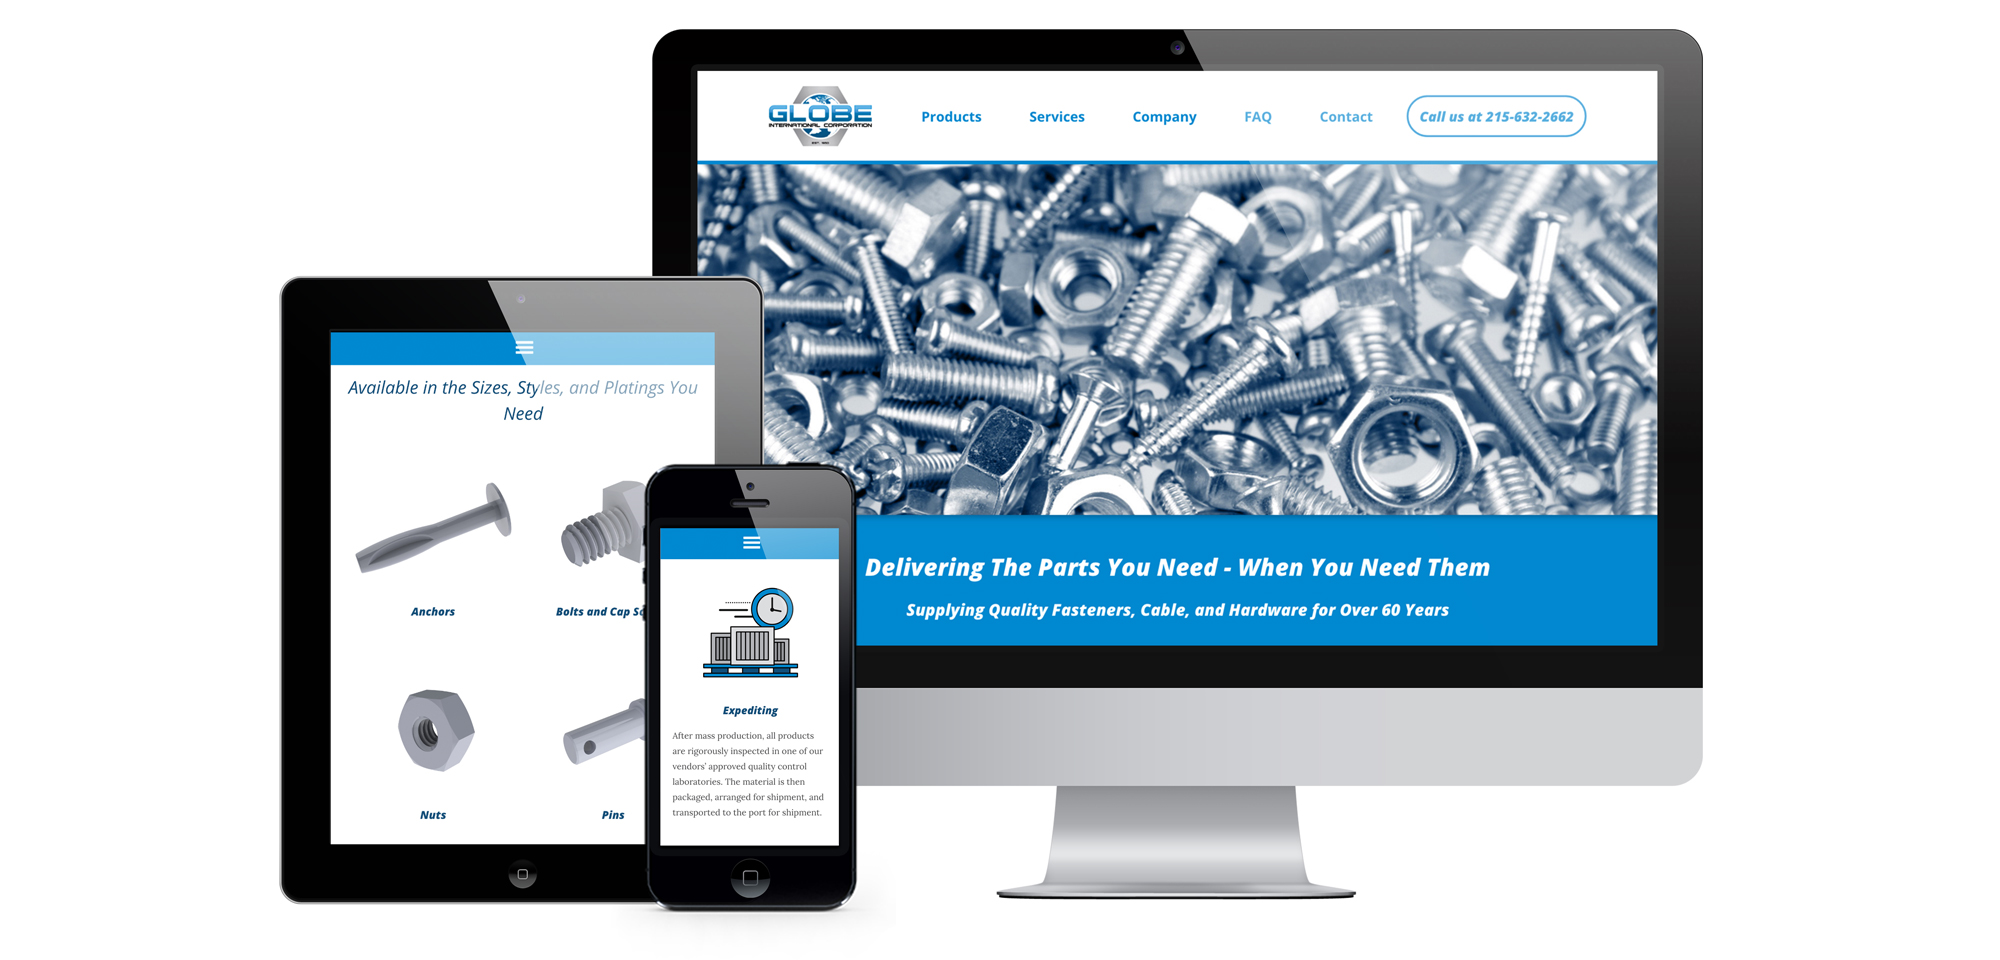 GLOBE
INTERNATIONAL CORPORATION
Products
Services
Company
FAQ
Contact
Call us at 215-632-2662
Delivering The Parts You Need - When You Need Them
Supplying Quality Fasteners, Cable, and Hardware for Over 60 Years
Available in the Sizes, Styles, and Platings You
Need
Anchors
Bolts and Cap
Nuts
Pins
Expediting
After mass production, all products
are rigorously inspected in one of our
vendors' approved quality control
laboratories. The material is then
packaged, arranged for shipment, and
transported to the port for shipment.